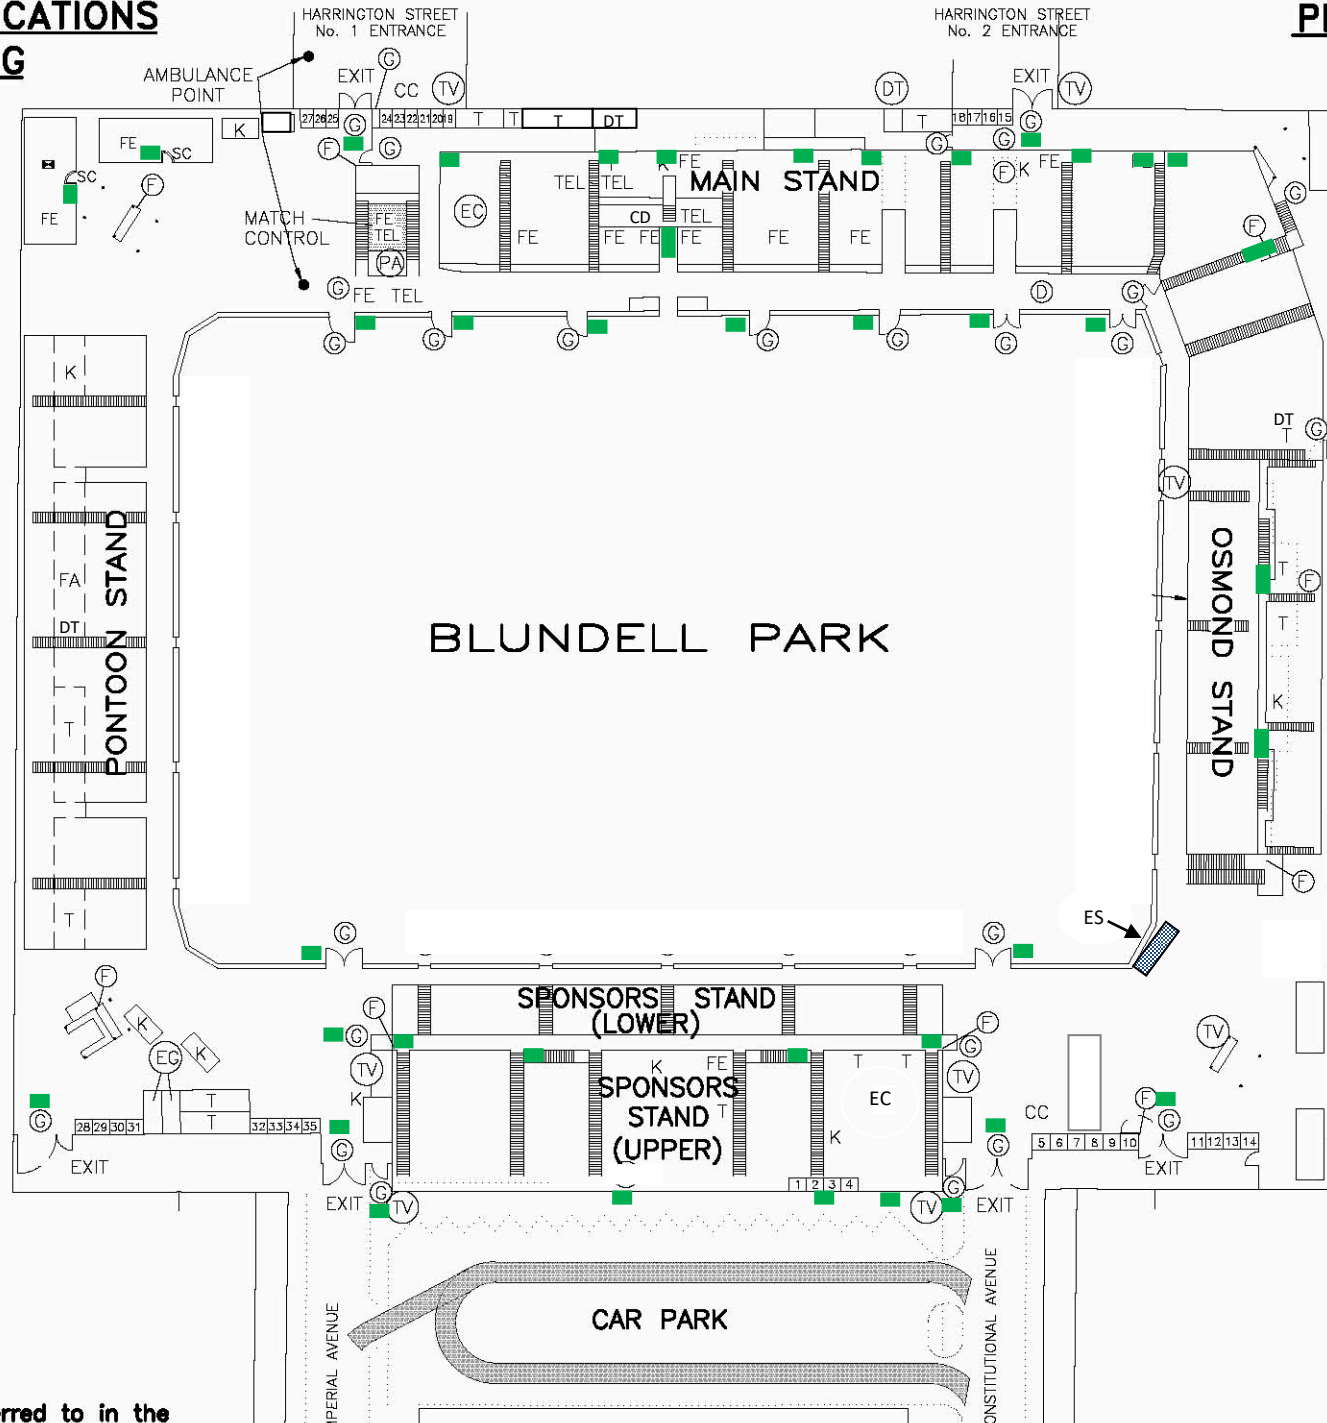 CATIONS
G
HARRINGTON STREET
No. 1 ENTRANCE
HARRINGTON STREET
No. 2 ENTRANCE
AMBULANCE
POINT
EXIT
G
CC
TV
DT
EXIT
TV
K
27 26 25
G
24 23 22 21 20 19
T
T
T
DT
T
18 17 16 15
G
FE
SC
F
G
G
G
SC
F
FE
K
FE
MAIN STAND
F
K
FE
TEL
TEL
FE
MATCH
CONTROL
FE
TEL
EC
CD
TEL
FE
FE
FE
FE
FE
FE
G
F
PA
G
FE TEL
D
G
G
G
G
G
G
G
G
K
DT
T
G
TV
PONTOON STAND
FA
DT
T
T
BLUNDELL PARK
OSMOND STAND
T
F
T
K
F
ES
G
G
F
K
K
EG
F
SPONSORS STAND
(LOWER)
F
G
G
TV
K
K
FE
T
T
TV
TV
SPONSORS
STAND
(UPPER)
T
EC
K
G
T
T
28 29 30 31
32 33 34 35
G
EXIT
EXIT
G
TV
1 2 3 4
G
TV
G
EXIT
CC
5 6 7 8 9 10
F
G
11 12 13 14
EXIT
CAR PARK
MPERIAL AVENUE
ONSTITUTIONAL AVENUE
rred to in the